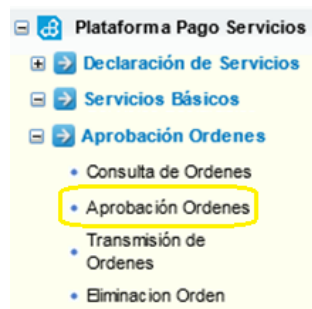 Plataforma Pago Servicios
Declaración de Servicios
Servicios Básicos
Aprobación Ordenes
Consulta de Ordenes
Aprobación Ordenes
Transmisión de
Ordenes
Eliminacion Orden